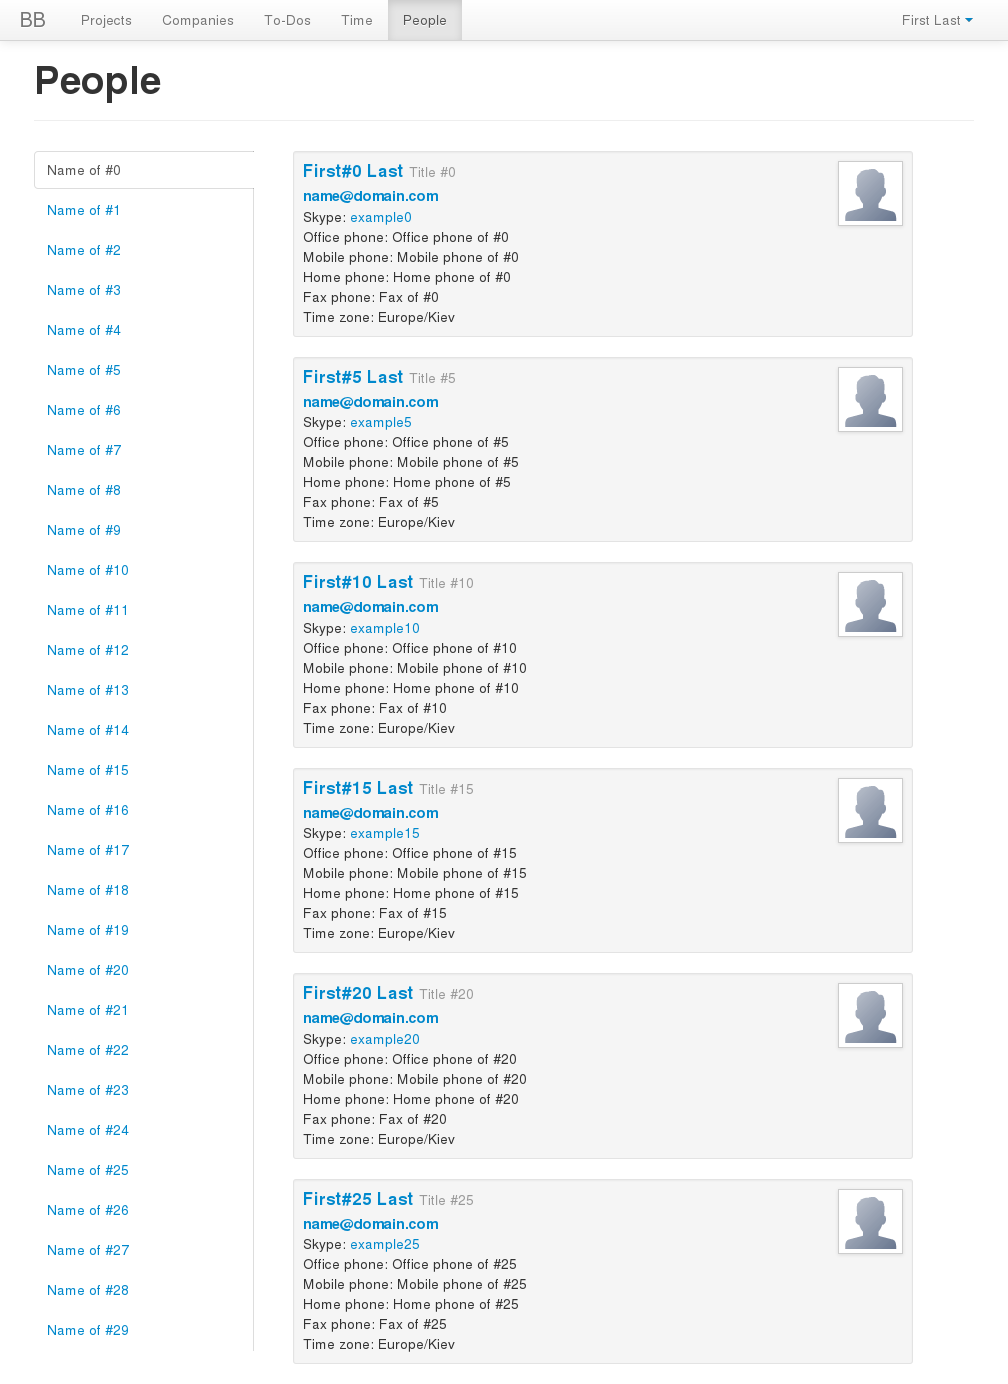 BB Projects Companies To-Dos Time People First Last
People
Name of #0
Name of #1
Name of #2
Name of #3
Name of #4
Name of #5
Name of #6
Name of #7
Name of #8
Name of #9
Name of #10
Name of #11
Name of #12
Name of #13
Name of #14
Name of #15
Name of #16
Name of #17
Name of #18
Name of #19
Name of #20
Name of #21
Name of #22
Name of #23
Name of #24
Name of #25
Name of #26
Name of #27
Name of #28
Name of #29
First#0 Last Title #0
name@domain.com
Skype: example0
Office phone: Office phone of #0
Mobile phone: Mobile phone of #0
Home phone: Home phone of #0
Fax phone: Fax of #0
Time zone: Europe/Kiev
First#5 Last Title #5
name@domain.com
Skype: example5
Office phone: Office phone of #5
Mobile phone: Mobile phone of #5
Home phone: Home phone of #5
Fax phone: Fax of #5
Time zone: Europe/Kiev
First#10 Last Title #10
name@domain.com
Skype: example10
Office phone: Office phone of #10
Mobile phone: Mobile phone of #10
Home phone: Home phone of #10
Fax phone: Fax of #10
Time zone: Europe/Kiev
First#15 Last Title #15
name@domain.com
Skype: example15
Office phone: Office phone of #15
Mobile phone: Mobile phone of #15
Home phone: Home phone of #15
Fax phone: Fax of #15
Time zone: Europe/Kiev
First#20 Last Title #20
name@domain.com
Skype: example20
Office phone: Office phone of #20
Mobile phone: Mobile phone of #20
Home phone: Home phone of #20
Fax phone: Fax of #20
Time zone: Europe/Kiev
First#25 Last Title #25
name@domain.com
Skype: example25
Office phone: Office phone of #25
Mobile phone: Mobile phone of #25
Home phone: Home phone of #25
Fax phone: Fax of #25
Time zone: Europe/Kiev